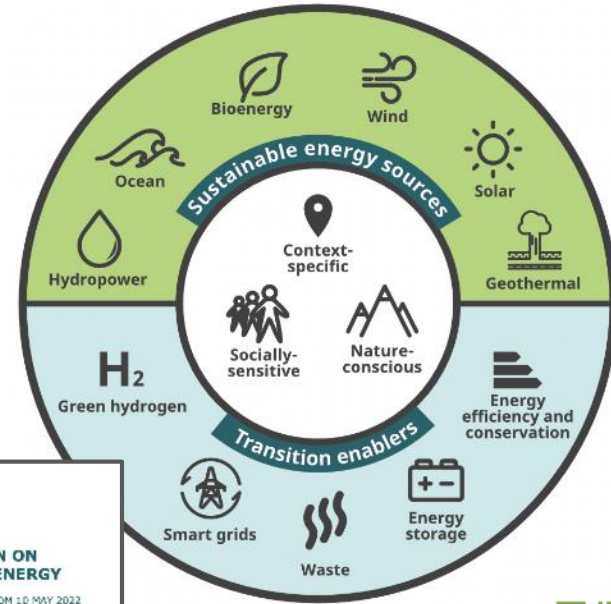 Bioenergy
Wind
Ocean
Sustainable energy sources
Solar
Hydropower
Context-
specific
Geothermal
Socially-
sensitive
Nature-
conscious
H2
Green hydrogen
Energy
efficiency and
conservation
Transition enablers
Smart grids
Waste
Energy
storage
ON
ENERGY
10 MAY 2022